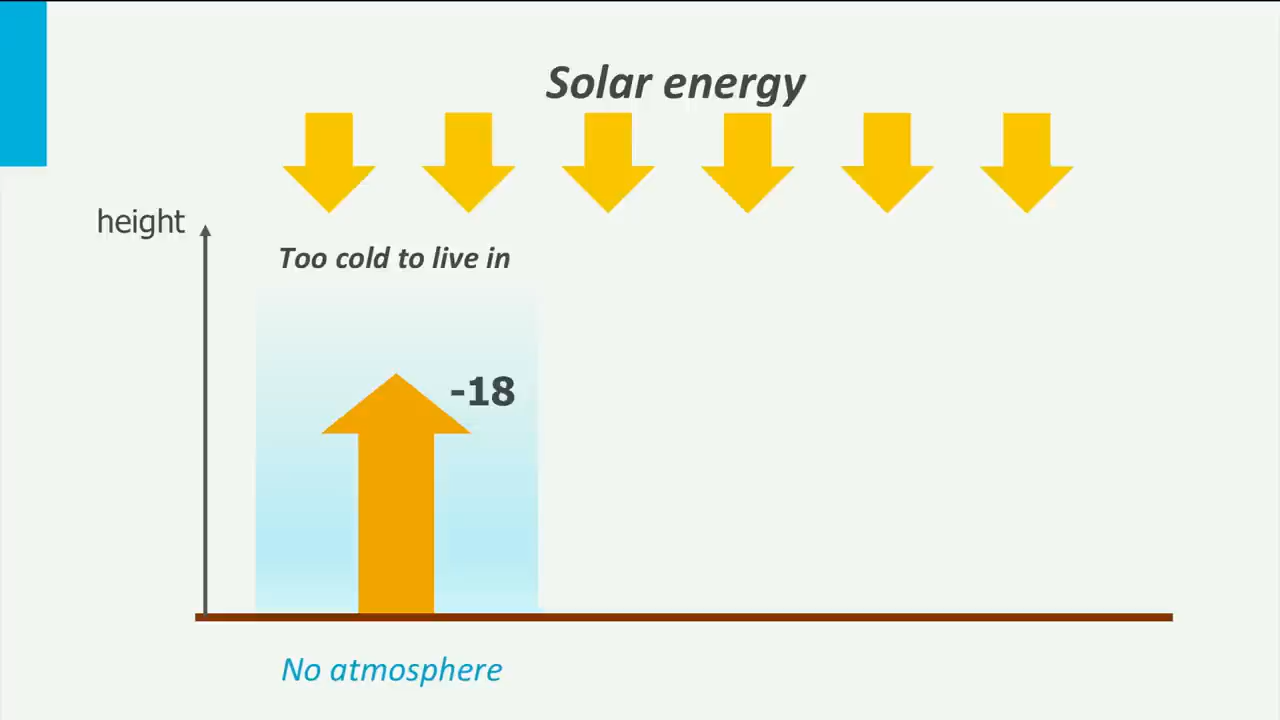 Solar energy
height
Too cold to live in
-18
No atmosphere